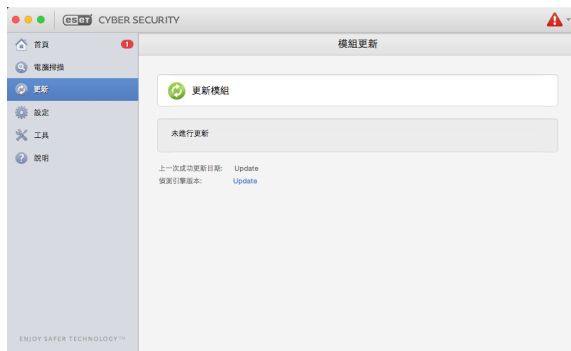 eset CYBER SECURITY
首頁 1
電腦掃描
更新
設定
工具
說明
ENJOY SAFER TECHNOLOGY™
模組更新
更新模組
未進行更新
上一次成功更新日期: Update
偵測引擎版本: Update